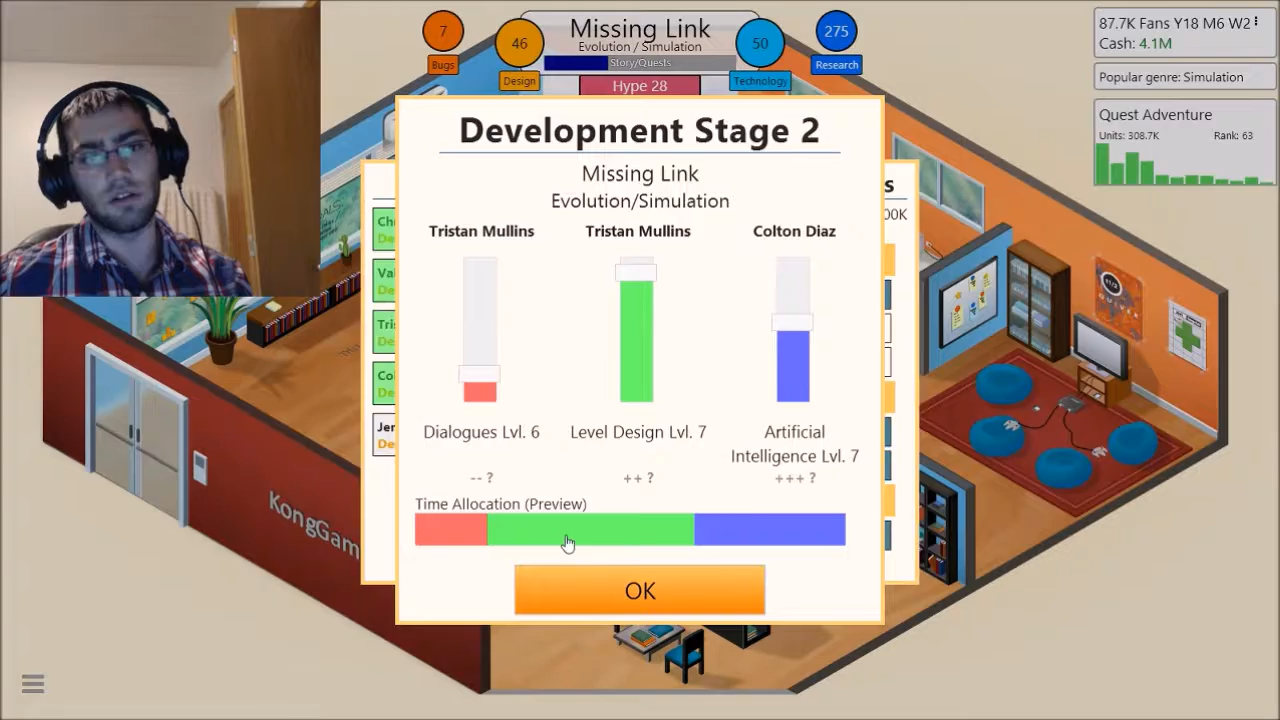 7
Bugs
46
Design
Missing Link
Evolution / Simulation
Story/Quests
Hype 28
50
Technology
275
Research
87.7K Fans Y18 M6 W2
Cash: 4.1M
Popular genre: Simulation
Quest Adventure
Units: 308.7K Rank: 63
Development Stage 2
Missing Link
Evolution/Simulation
Tristan Mullins Tristan Mullins Colton Diaz
Dialogues Lvl. 6 Level Design Lvl. 7 Artificial
Intelligence Lvl. 7
-- ? ++ ? +++ ?
Time Allocation (Preview)
OK
KongGam